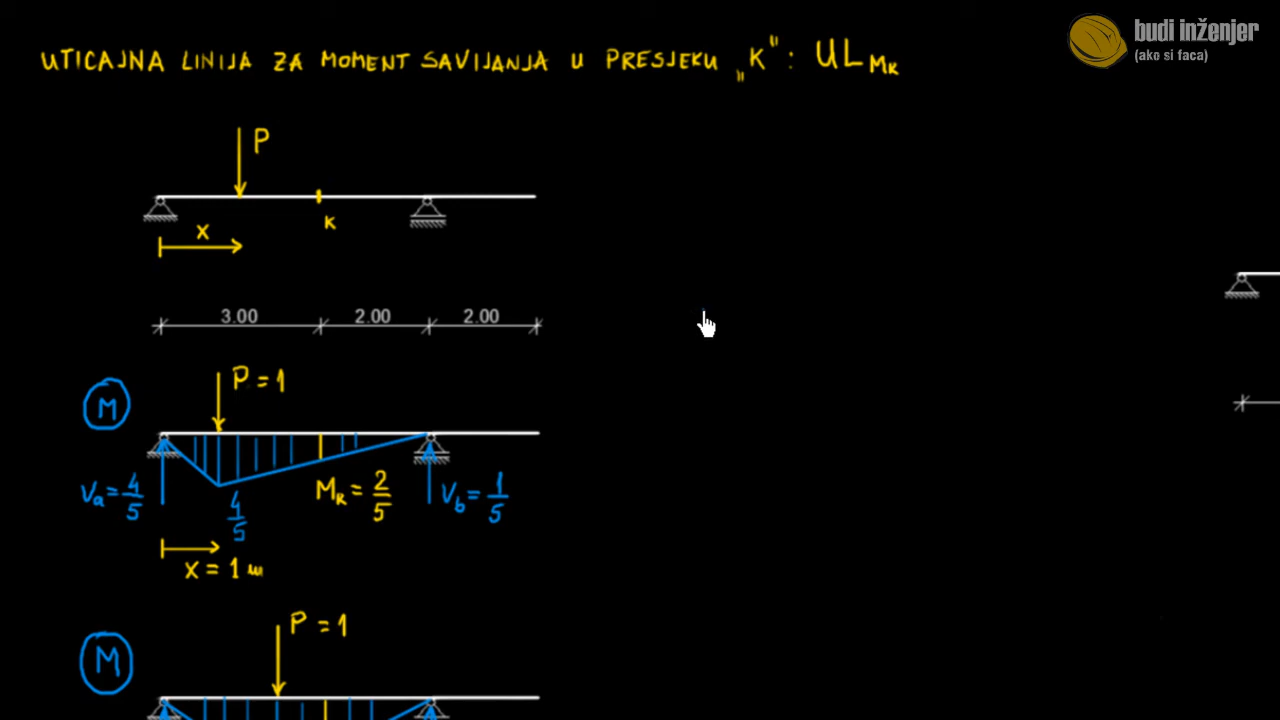 UTICAJNA LINIJA ZA MOMENT SAVIJANJA U PRESJEKU „K": UL_MK
budi inženjer
(ako si faca)
P
K
X
3.00 2.00 2.00
M
P = 1
Va = 4/5
4/5
MK = 2/5
Vb = 1/5
X = 1 m
P = 1
M